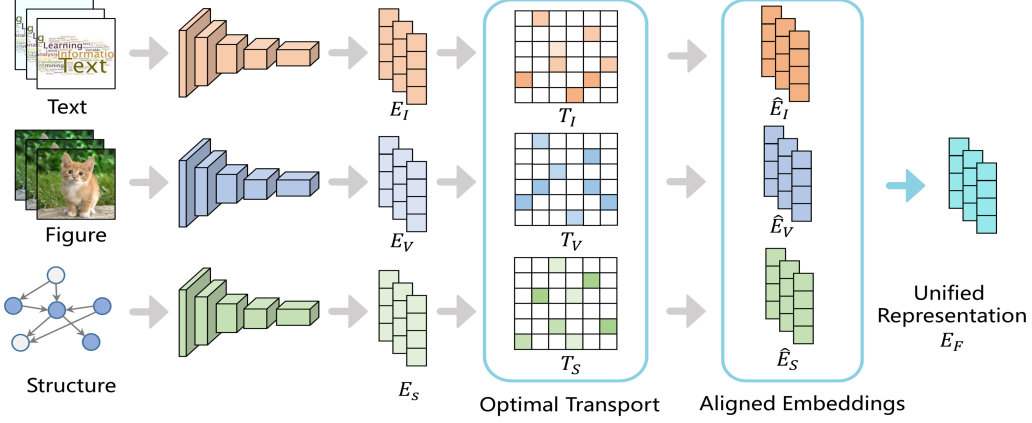 Learning
Informatio
Text
mining
Text
E_I
T_I
Ê_I
Figure
E_V
T_V
Ê_V
Structure
E_s
T_S
Ê_S
Unified
Representation
E_F
Optimal Transport
Aligned Embeddings